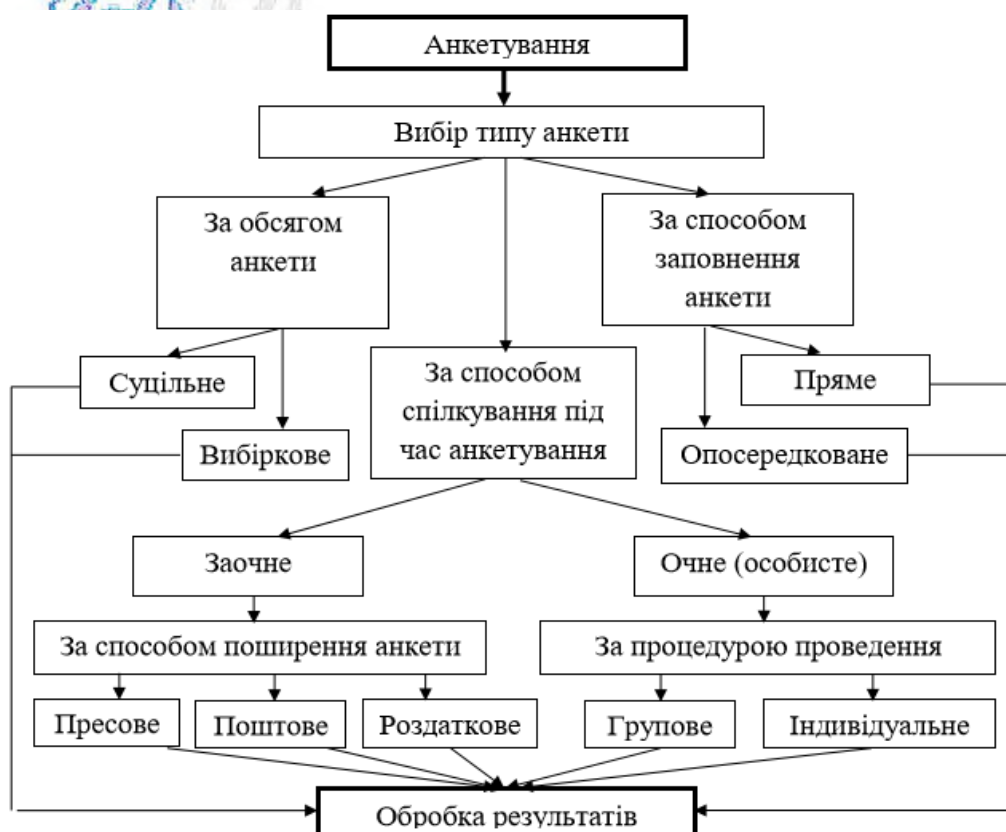 Анкетування
Вибір типу анкети
За обсягом
анкети
За способом
заповнення
анкети
Суцільне
За способом
спілкування під
час анкетування
Пряме
Вибіркове
Опосередковане
Заочне
Очне (особисте)
За способом поширення анкети
За процедурою проведення
Пресове
Поштове
Роздаткове
Групове
Індивідуальне
Обробка результатів